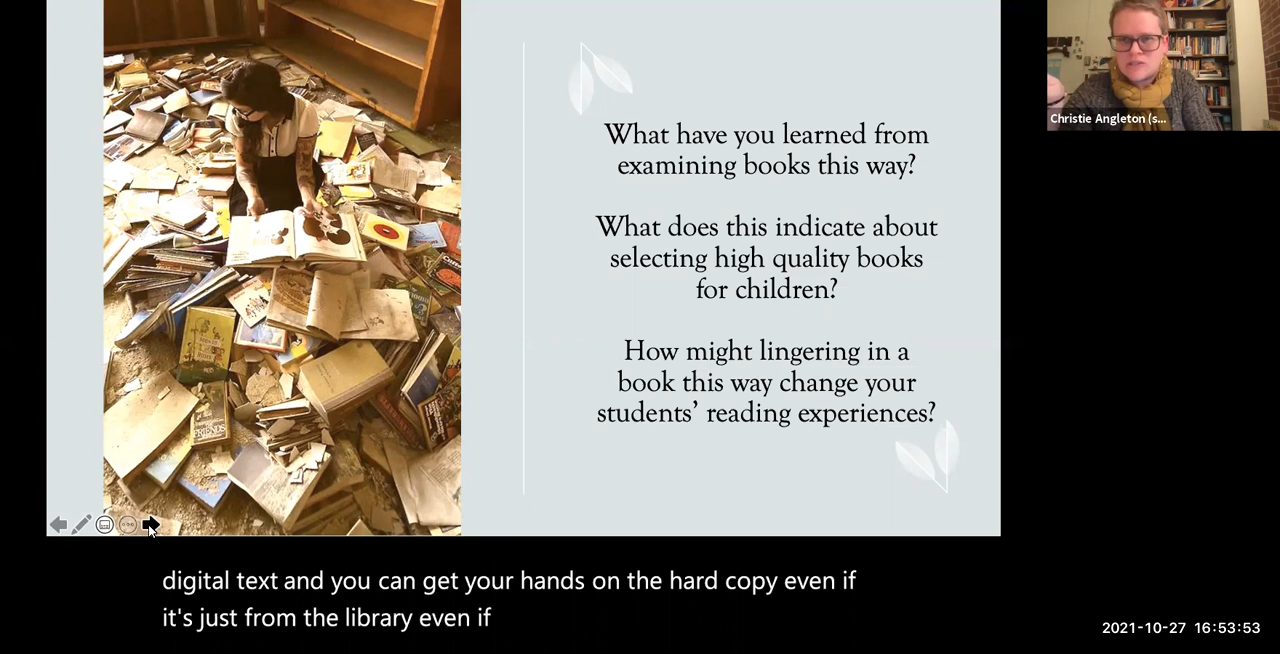 Christie Angleton (s...
What have you learned from
examining books this way?
What does this indicate about
selecting high quality books
for children?
How might lingering in a
book this way change your
students’ reading experiences?
FRIENDS
digital text and you can get your hands on the hard copy even if
it's just from the library even if
2021-10-27 16:53:53